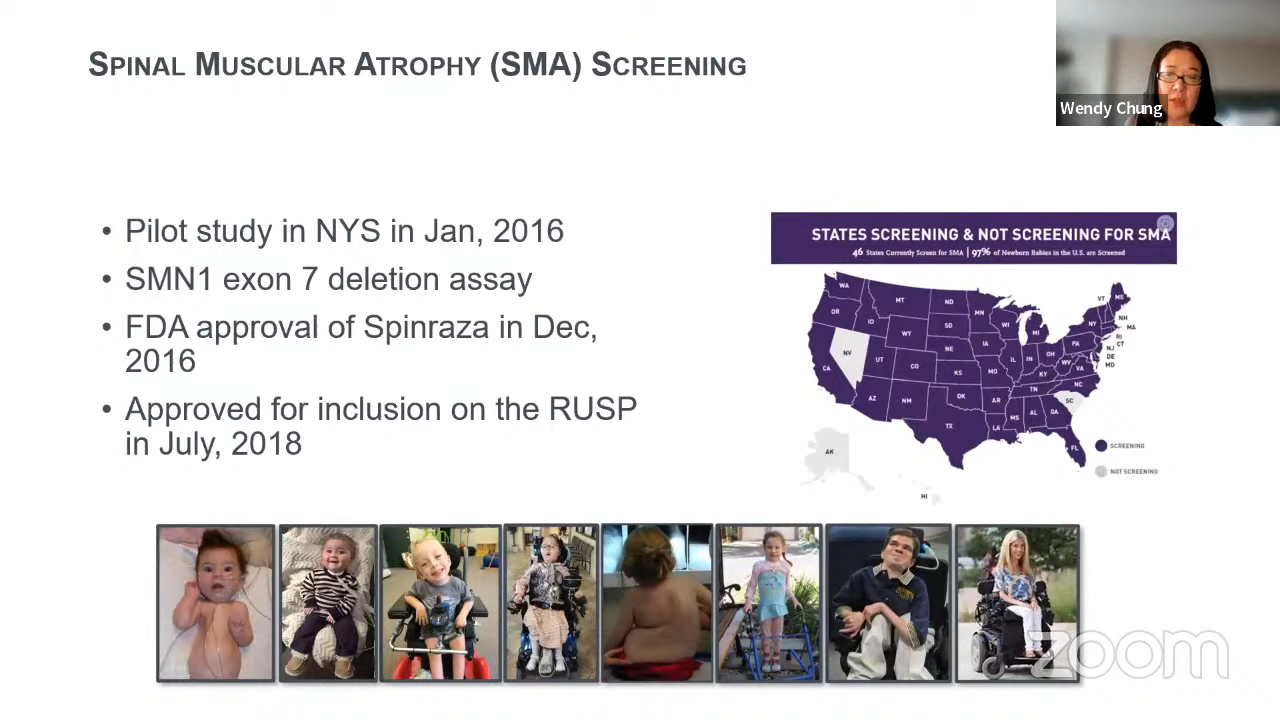 SPINAL MUSCULAR ATROPHY (SMA) SCREENING
Wendy Chung
• Pilot study in NYS in Jan, 2016
• SMN1 exon 7 deletion assay
• FDA approval of Spinraza in Dec,
2016
• Approved for inclusion on the RUSP
in July, 2018
STATES SCREENING & NOT SCREENING FOR SMA
46 States Currently Screen for SMA | 97% of Newborn Babies in the U.S. are Screened
WA
OR
ID
MT
ND
MN
WI
MI
VT
ME
NH
MA
RI
CT
NY
NJ
DE
MD
PA
WY
SD
IA
NE
NV
UT
CO
CA
IL
IN
OH
WV
VA
KY
KS
MO
NC
TN
SC
AZ
NM
OK
AR
MS
AL
GA
TX
LA
FL
AK
HI
SCREENING
NOT SCREENING
zoom